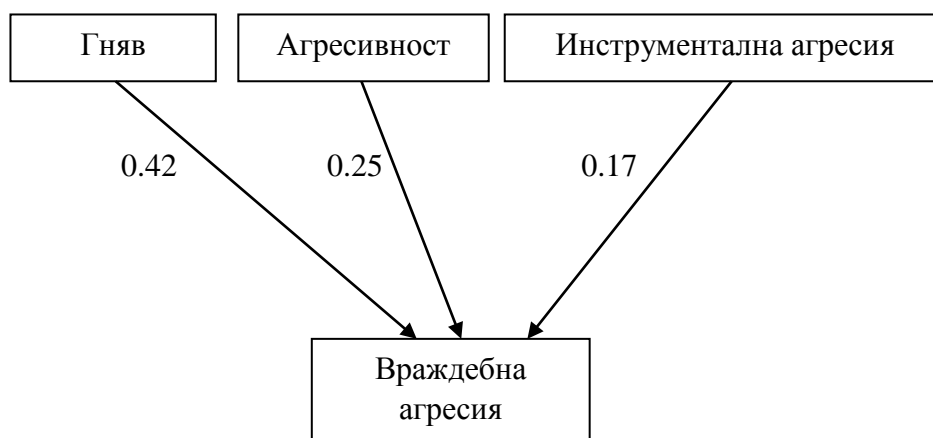 Гняв
Агресивност
Инструментална агресия
0.42
0.25
0.17
Враждебна
агресия